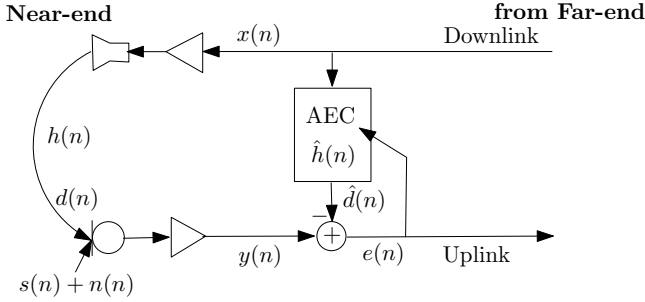 Near-end
from Far-end
x(n)
Downlink
AEC
ĥ(n)
h(n)
d(n)
d̂(n)
−
+
y(n)
e(n)
Uplink
s(n) + n(n)